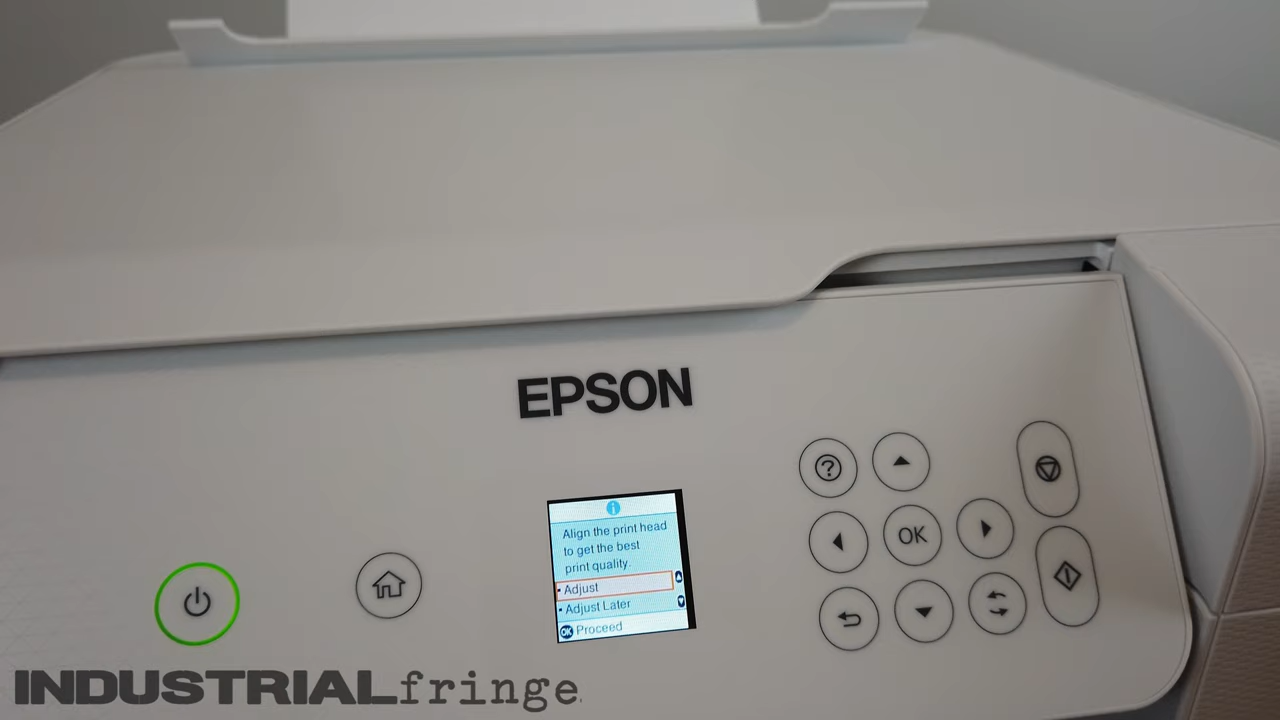 EPSON
Align the print head
to get the best
print quality.
Adjust
Adjust Later
OK Proceed
?
OK
INDUSTRIALfringe